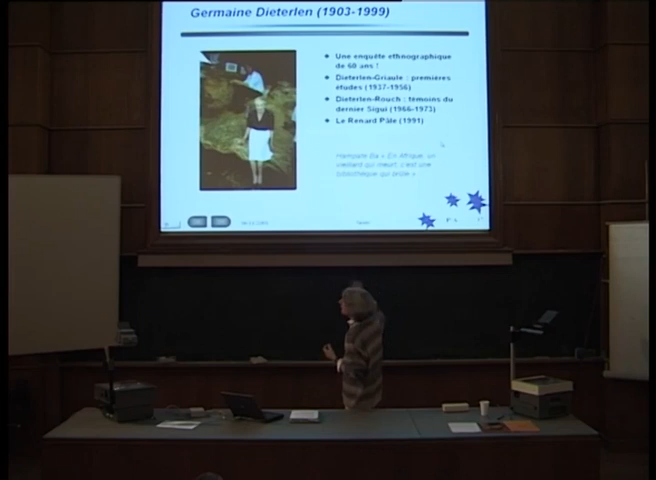 Germaine Dieterlen (1903-1999)
Une enquête ethnographique
de 60 ans !
Dieterlen-Griaule : premières
études (1937-1956)
Dieterlen-Rouch : témoins du
dernier Sigui (1966-1973)
Le Renard Pâle (1991)
Hampate Ba « En Afrique, un
vieillard qui meurt, c'est une
bibliothèque qui brûle »